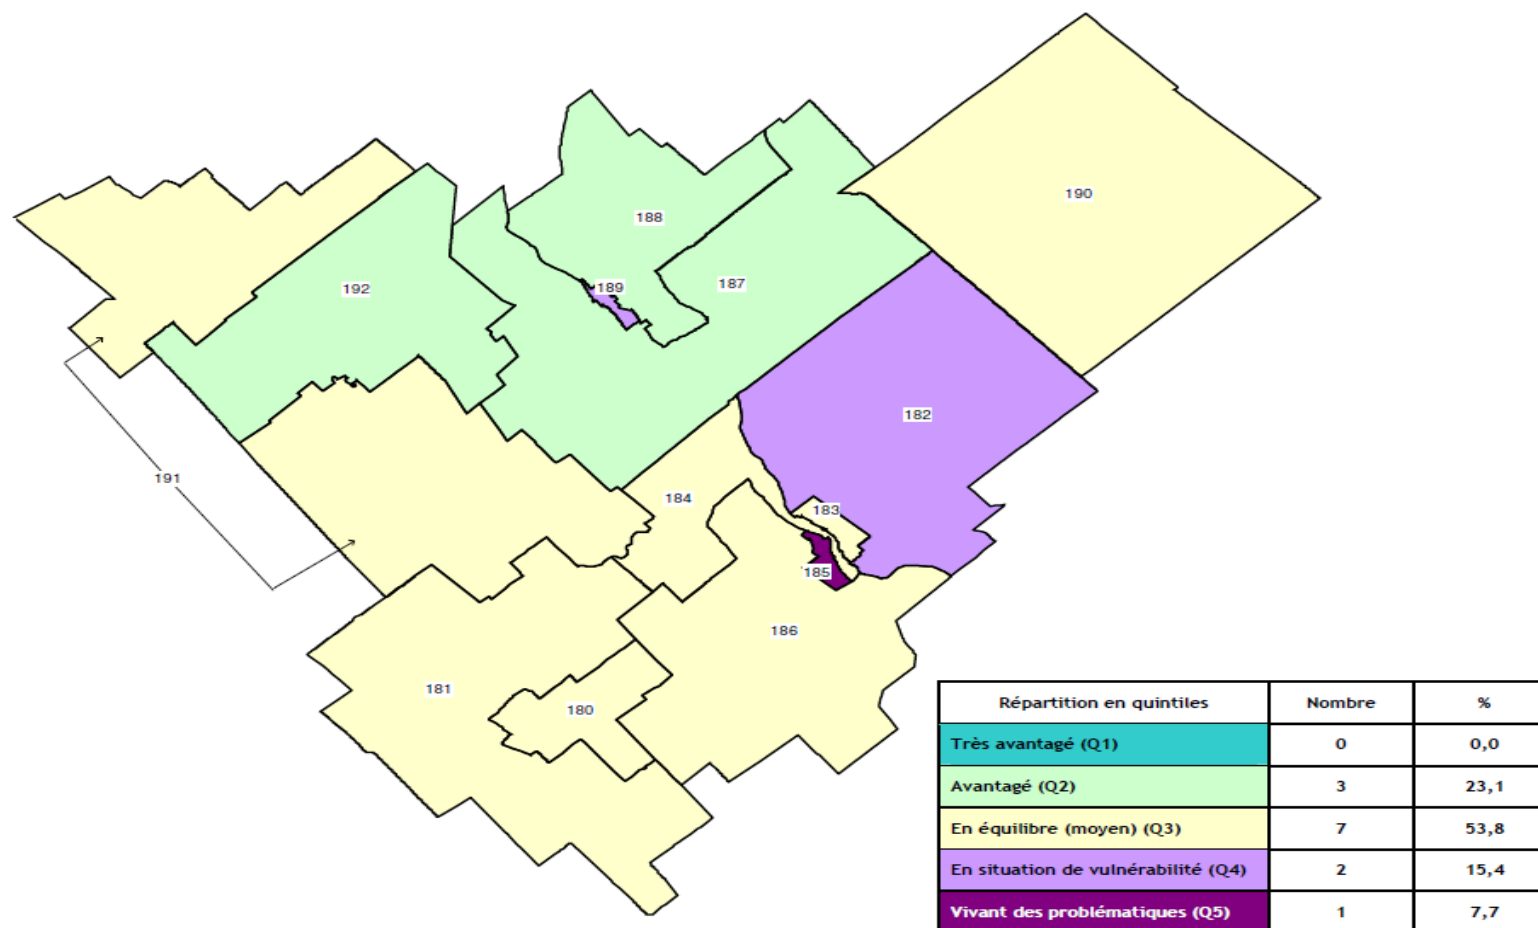 190
188
187
192
189
182
191
184
183
185
186
181
180
Répartition en quintiles Nombre %
Très avantagé (Q1) 0 0,0
Avantagé (Q2) 3 23,1
En équilibre (moyen) (Q3) 7 53,8
En situation de vulnérabilité (Q4) 2 15,4
Vivant des problématiques (Q5) 1 7,7